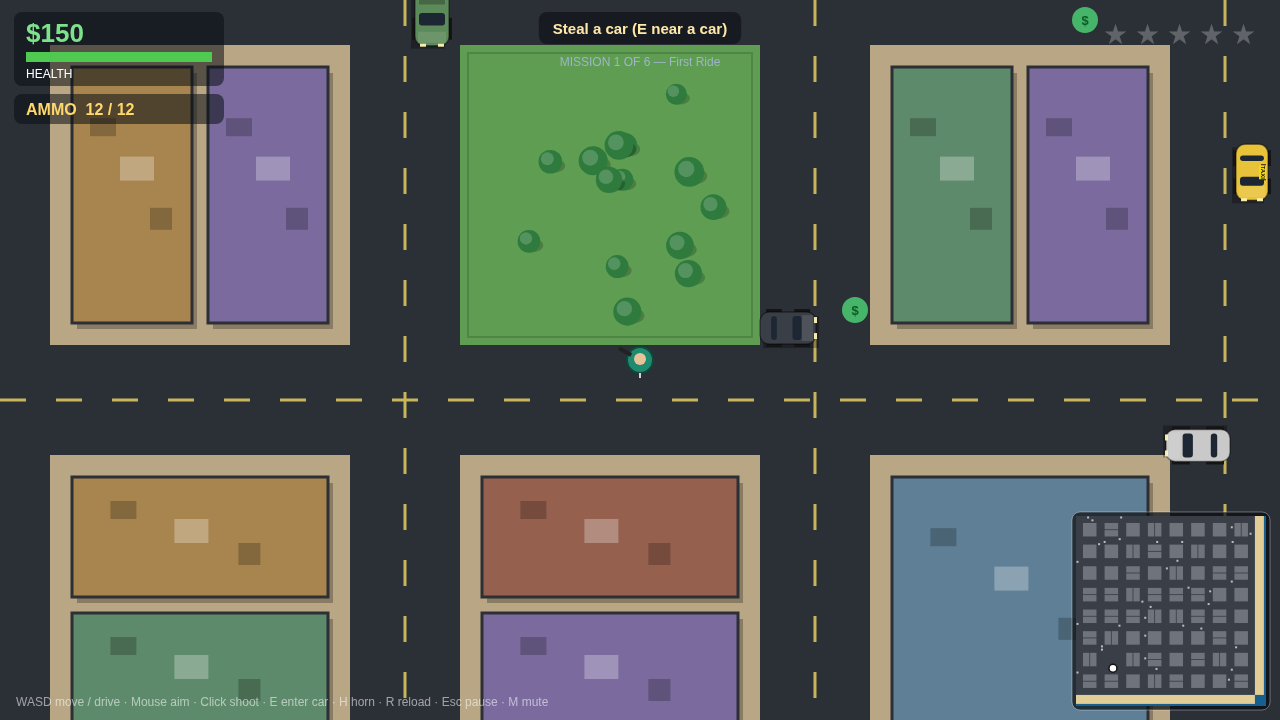 $150
HEALTH
AMMO 12 / 12
Steal a car (E near a car)
MISSION 1 OF 6 — First Ride
$
TAXI
$
WASD move / drive · Mouse aim · Click shoot · E enter car · H horn · R reload · Esc pause · M mute